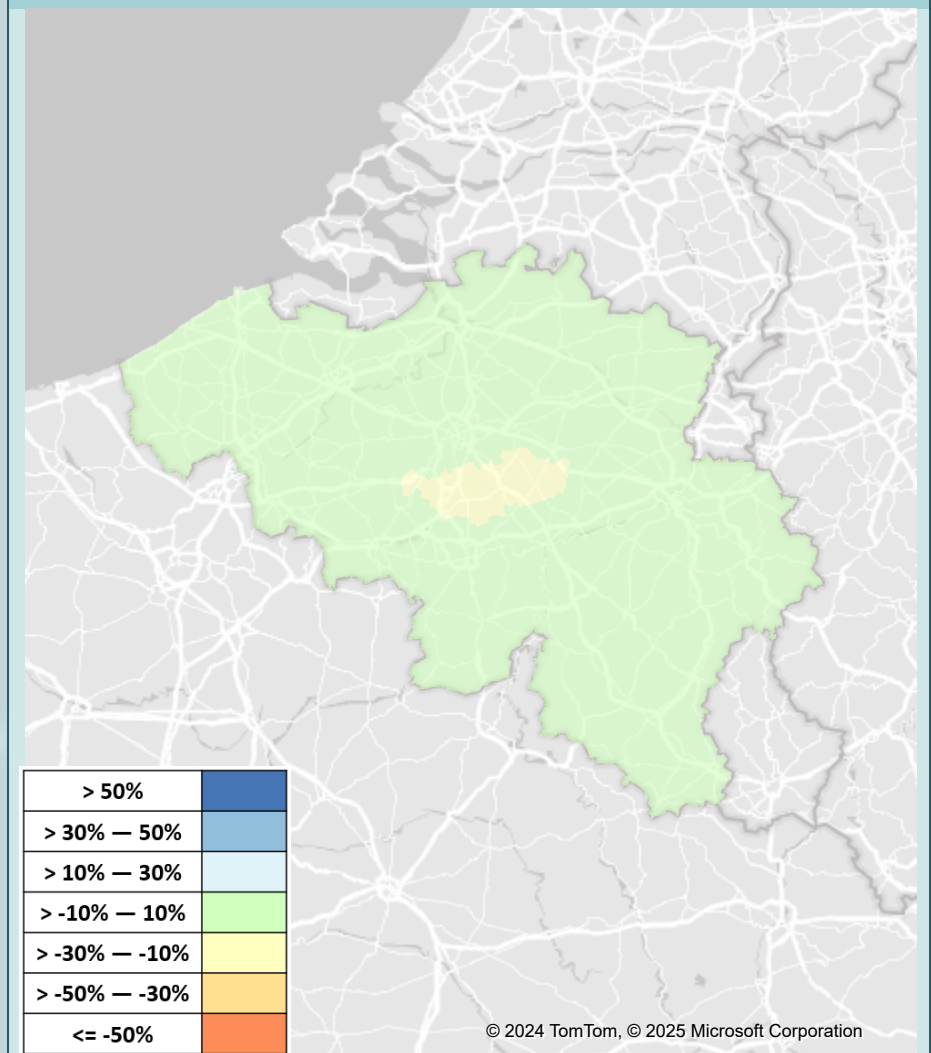 > 50%
> 30% — 50%
> 10% — 30%
> -10% — 10%
> -30% — -10%
> -50% — -30%
<= -50%
© 2024 TomTom, © 2025 Microsoft Corporation